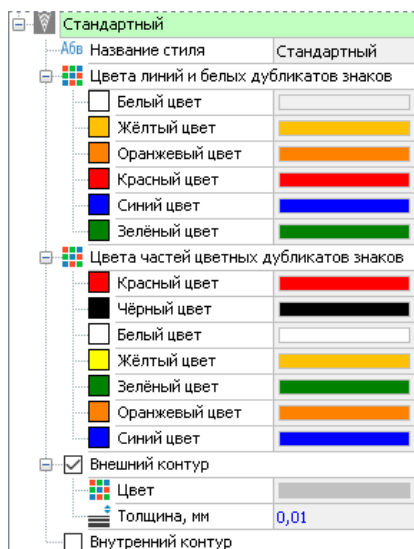 Стандартный
Абв Название стиля Стандартный
Цвета линий и белых дубликатов знаков
Белый цвет
Жёлтый цвет
Оранжевый цвет
Красный цвет
Синий цвет
Зелёный цвет
Цвета частей цветных дубликатов знаков
Красный цвет
Чёрный цвет
Белый цвет
Жёлтый цвет
Зелёный цвет
Оранжевый цвет
Синий цвет
Внешний контур
Цвет
Толщина, мм 0,01
Внутренний контур